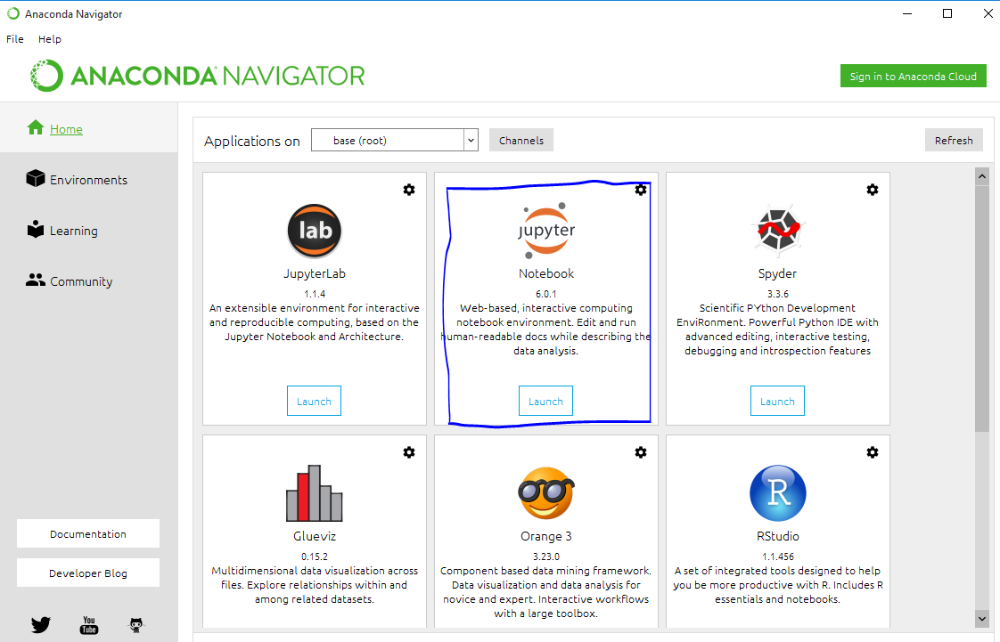 Anaconda Navigator
File Help
ANACONDA NAVIGATOR
Sign in to Anaconda Cloud
Home
Environments
Learning
Community
Documentation
Developer Blog
You
Tube
Applications on base (root) Channels Refresh
lab
JupyterLab
1.1.4
An extensible environment for interactive
and reproducible computing, based on the
Jupyter Notebook and Architecture.
Launch
jupyter
Notebook
6.0.1
Web-based, interactive computing
notebook environment. Edit and run
human-readable docs while describing the
data analysis.
Launch
Spyder
3.3.6
Scientific PYthon Development
EnviRonment. Powerful Python IDE with
advanced editing, interactive testing,
debugging and introspection features
Launch
Glueviz
0.15.2
Multidimensional data visualization across
files. Explore relationships within and
among related datasets.
Orange 3
3.23.0
Component based data mining framework.
Data visualization and data analysis for
novice and expert. Interactive workflows
with a large toolbox.
R
RStudio
1.1.456
A set of integrated tools designed to help
you be more productive with R. Includes R
essentials and notebooks.